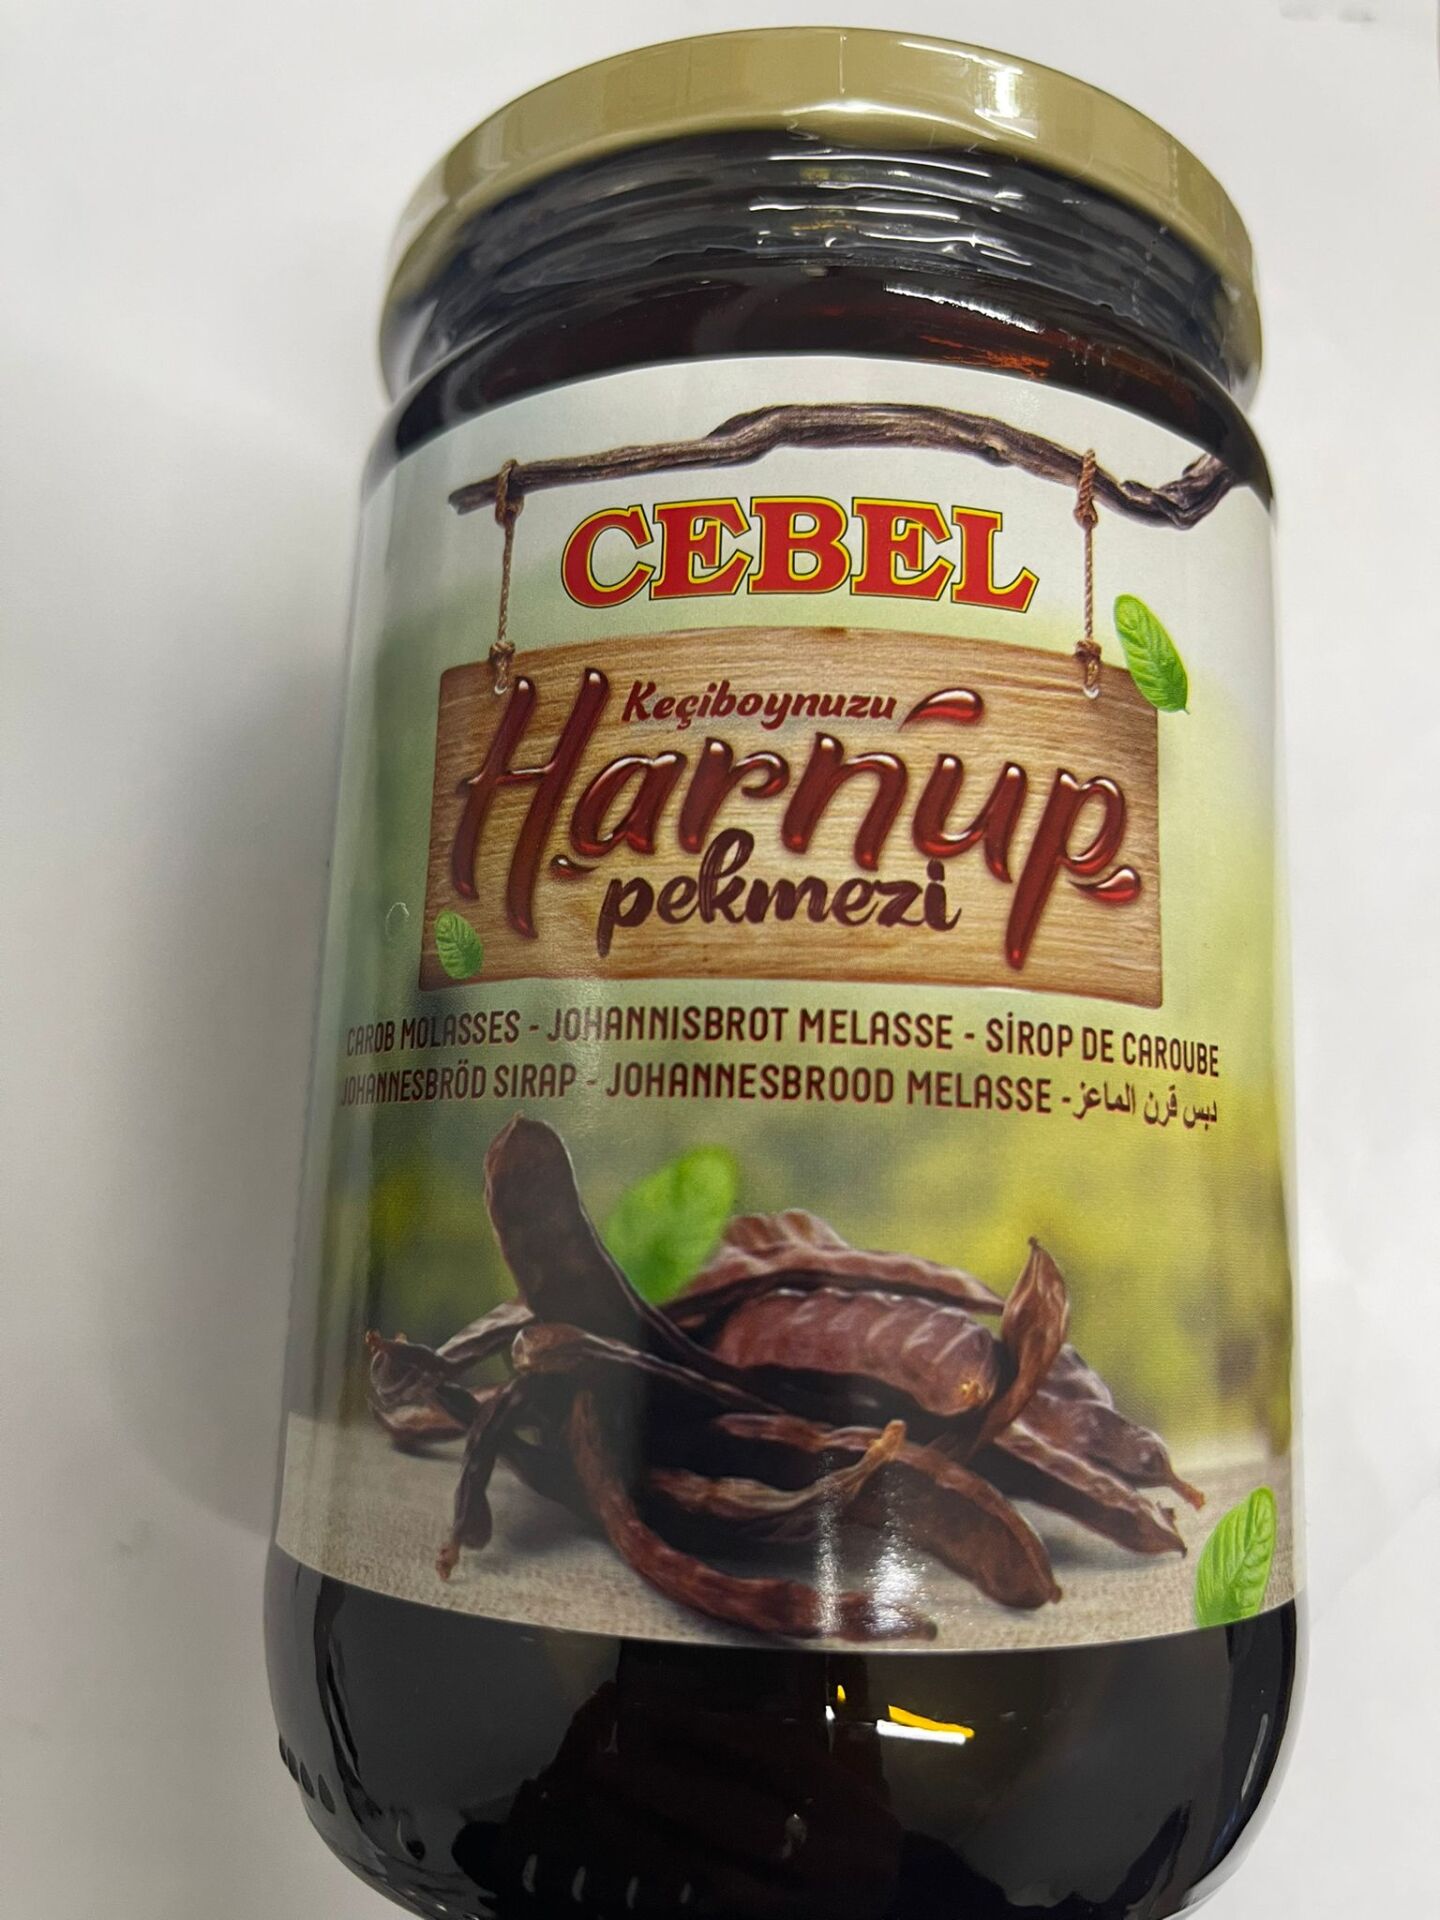 CEBEL
Keçiboynuzu
Harnup
pekmezi
CAROB MOLASSES - JOHANNISBROT MELASSE - SİROP DE CAROUBE
JOHANNESBRÖD SIRAP - JOHANNESBROOD MELASSE - دبس قرن الماعز